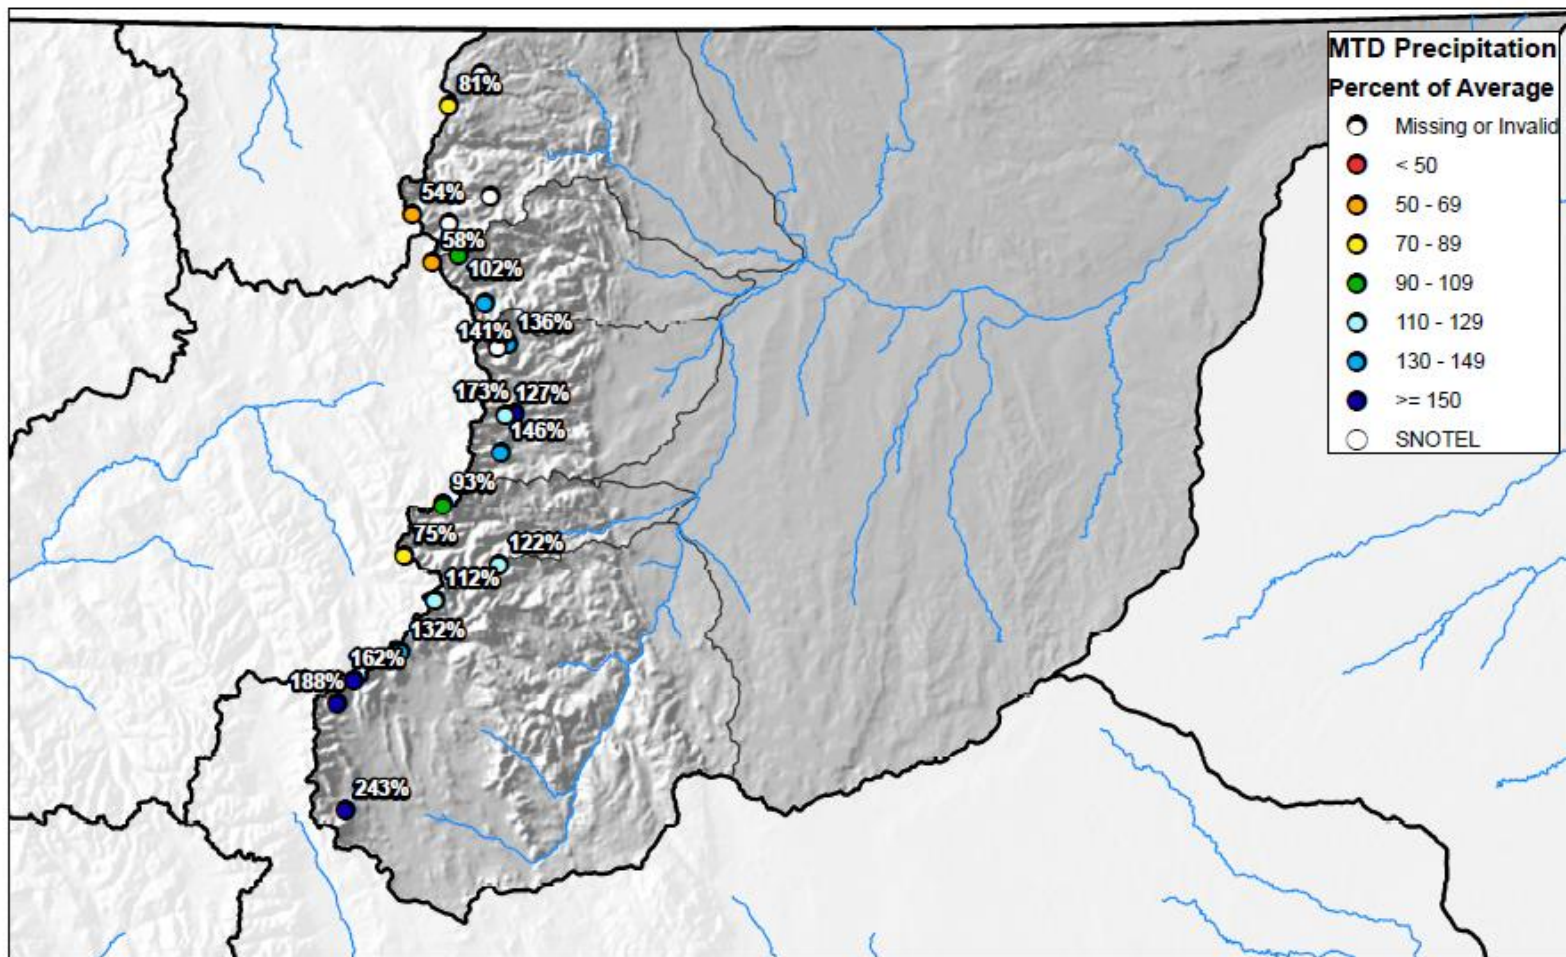 MTD Precipitation
Percent of Average
Missing or Invalid
< 50
50 - 69
70 - 89
90 - 109
110 - 129
130 - 149
>= 150
SNOTEL
81%
54%
58%
102%
136%
141%
173% 127%
146%
93%
75%
122%
112%
132%
162%
188%
243%